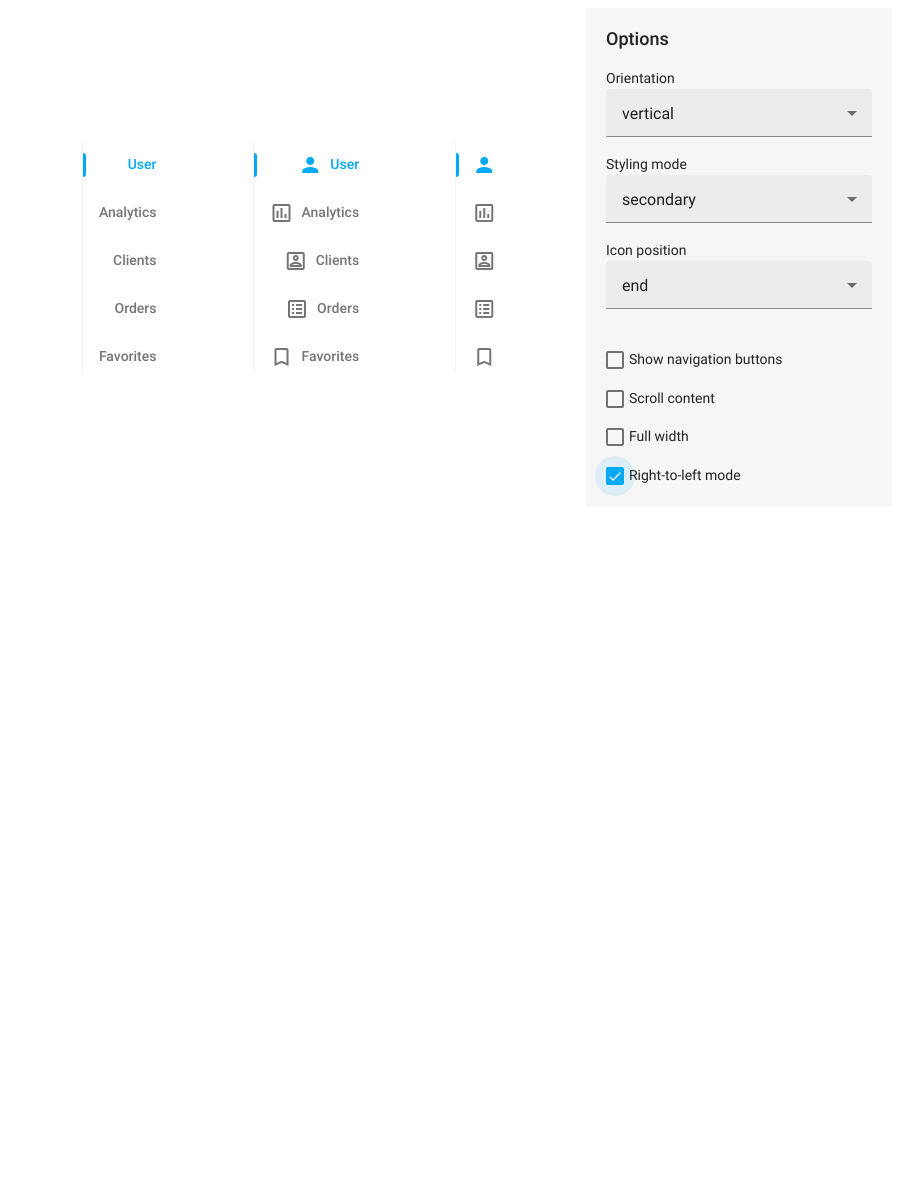 User
Analytics
Clients
Orders
Favorites
User
Analytics
Clients
Orders
Favorites
Options
Orientation
vertical
Styling mode
secondary
Icon position
end
Show navigation buttons
Scroll content
Full width
Right-to-left mode